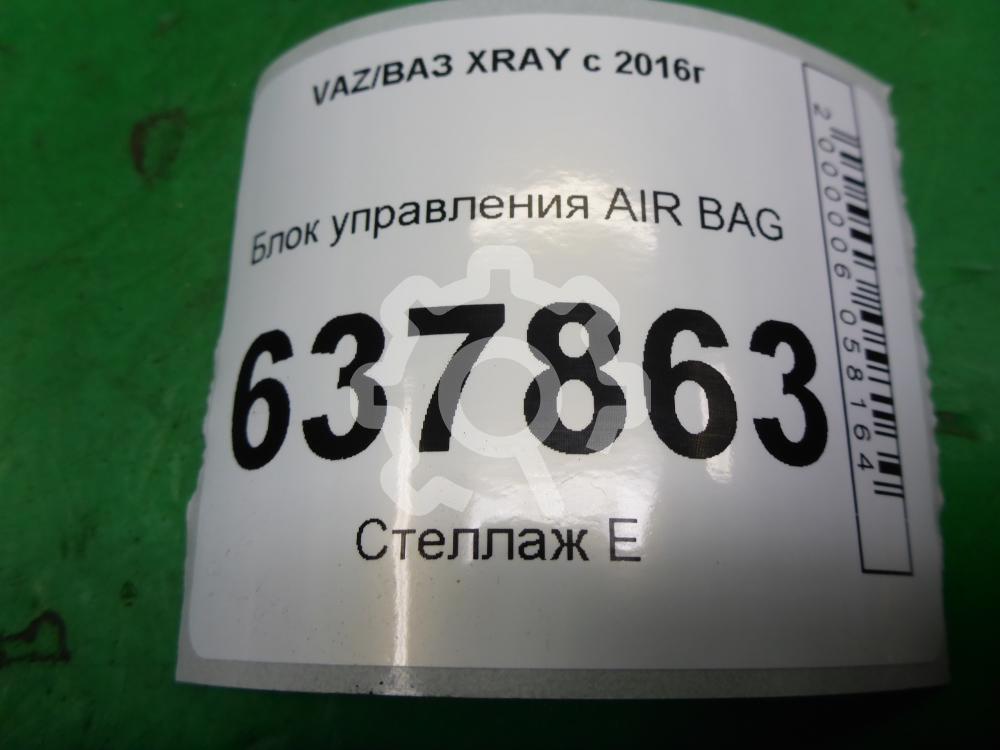 VAZ/ВАЗ XRAY с 2016г
Блок управления AIR BAG
637863
Стеллаж Е
2000006058164